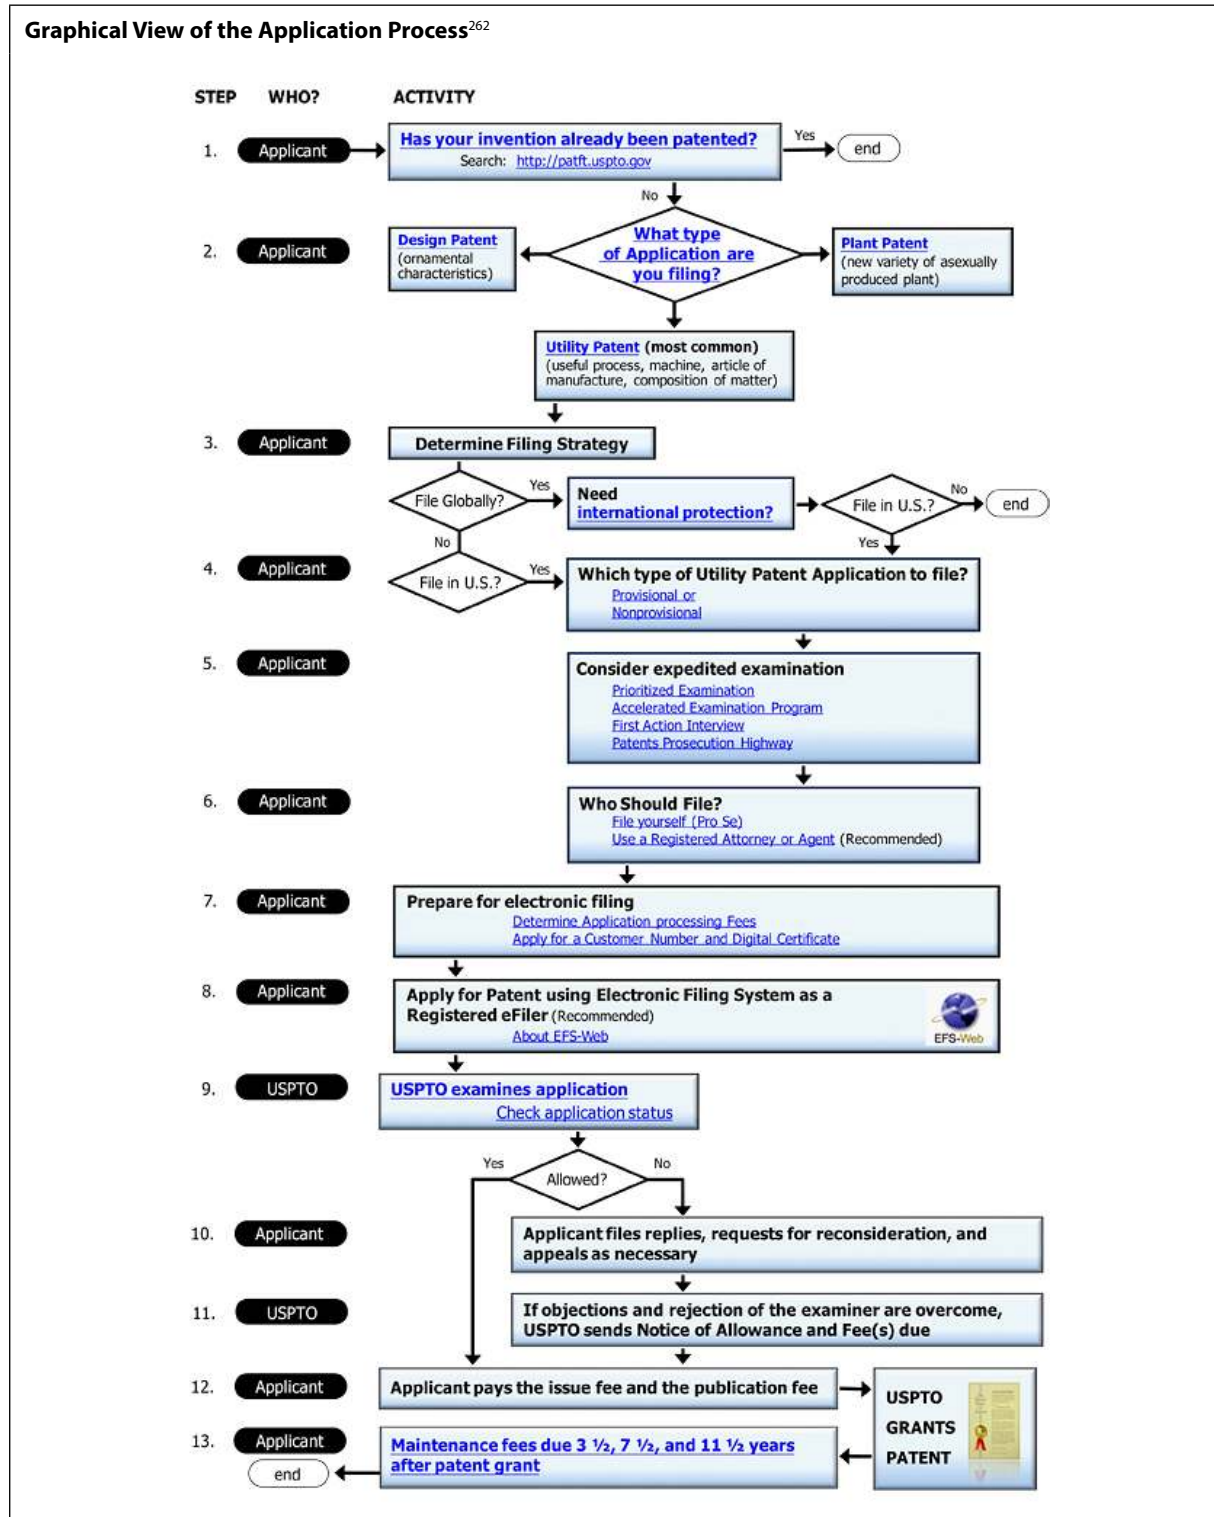 Graphical View of the Application Process262
STEP WHO? ACTIVITY
1. Applicant
Has your invention already been patented?
Search: http://patft.uspto.gov
Yes
end
No
2. Applicant
Design Patent
(ornamental
characteristics)
What type
of Application are
you filing?
Plant Patent
(new variety of asexually
produced plant)
Utility Patent (most common)
(useful process, machine, article of
manufacture, composition of matter)
3. Applicant
Determine Filing Strategy
File Globally?
Yes
Need
international protection?
File in U.S.?
No
end
No
Yes
4. Applicant
File in U.S.?
Yes
Which type of Utility Patent Application to file?
Provisional or
Nonprovisional
5. Applicant
Consider expedited examination
Prioritized Examination
Accelerated Examination Program
First Action Interview
Patents Prosecution Highway
6. Applicant
Who Should File?
File yourself (Pro Se)
Use a Registered Attorney or Agent (Recommended)
7. Applicant
Prepare for electronic filing
Determine Application processing Fees
Apply for a Customer Number and Digital Certificate
8. Applicant
Apply for Patent using Electronic Filing System as a
Registered eFiler (Recommended)
About EFS-Web
EFS-Web
9. USPTO
USPTO examines application
Check application status
Yes
Allowed?
No
10. Applicant
Applicant files replies, requests for reconsideration, and
appeals as necessary
11. USPTO
If objections and rejection of the examiner are overcome,
USPTO sends Notice of Allowance and Fee(s) due
12. Applicant
Applicant pays the issue fee and the publication fee
USPTO
GRANTS
PATENT
13. Applicant
Maintenance fees due 3 ½, 7 ½, and 11 ½ years
after patent grant
end